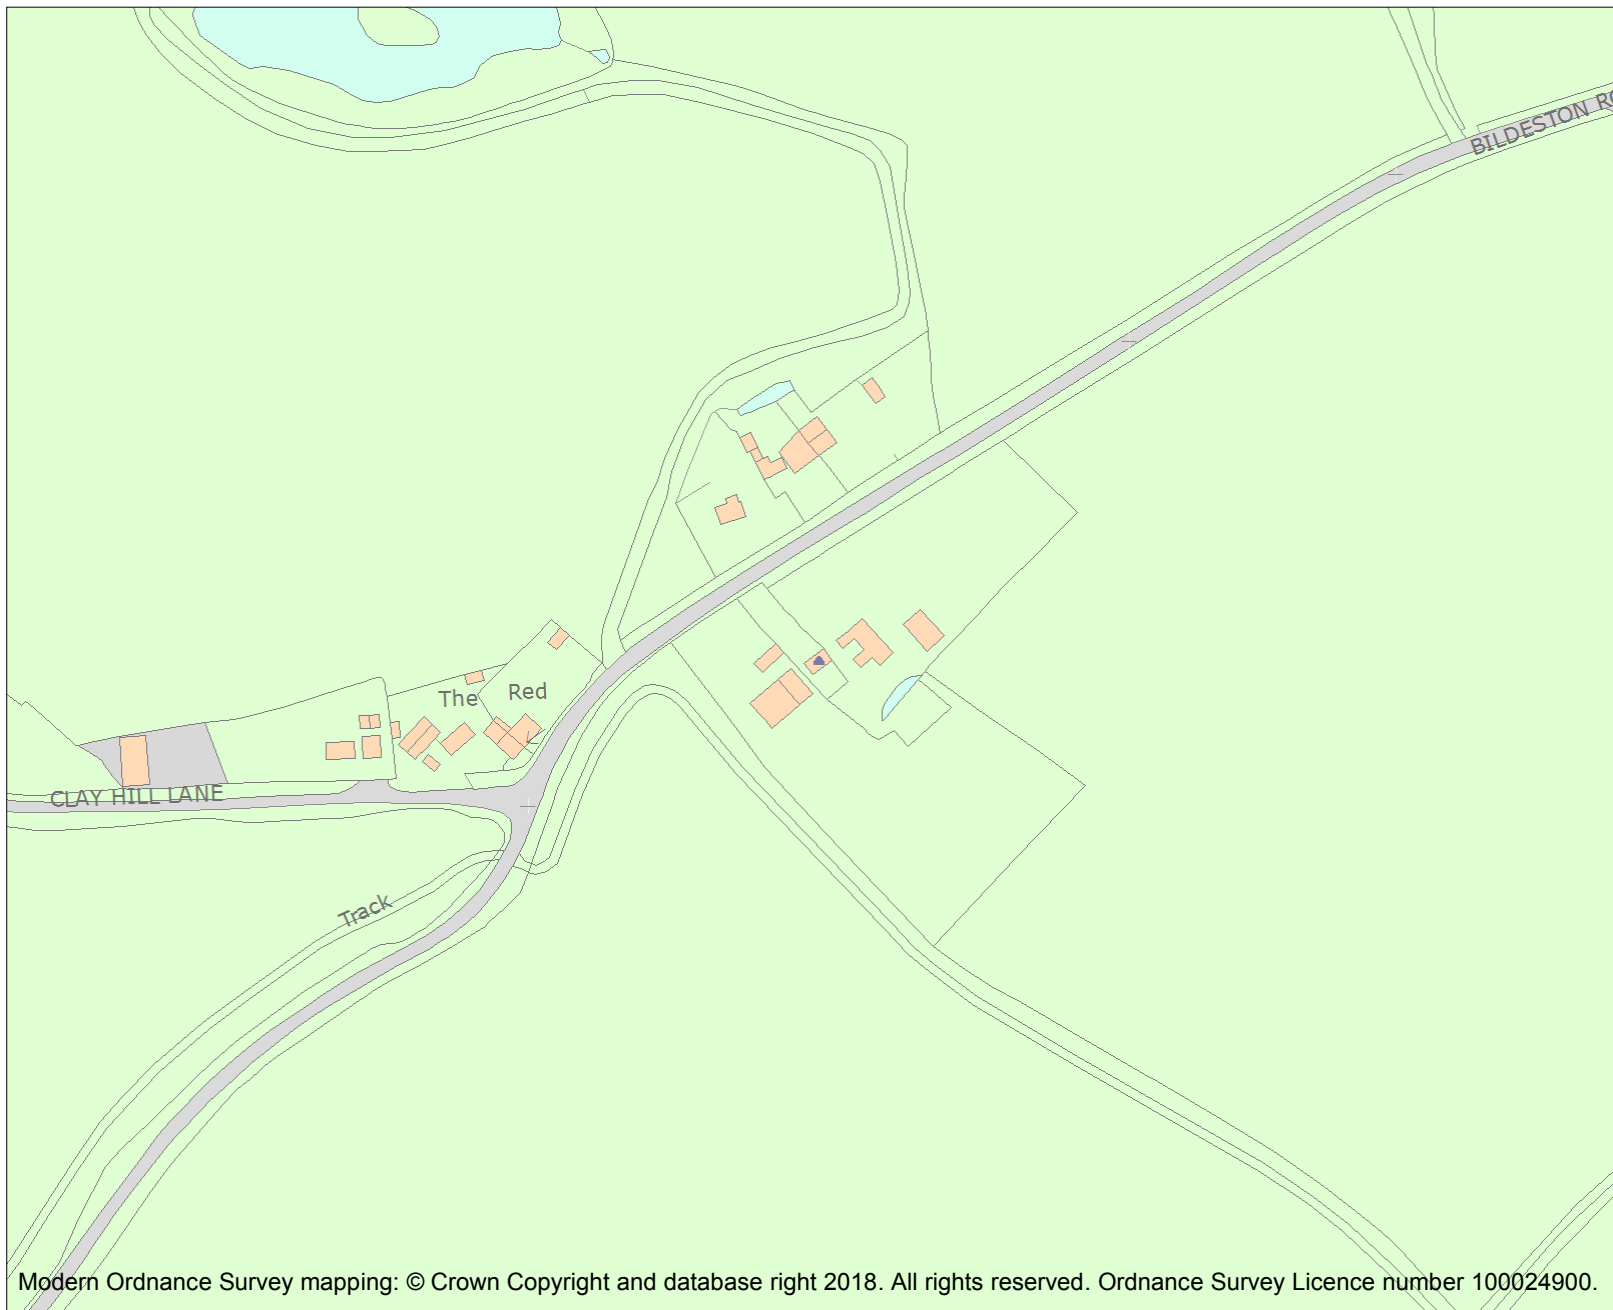 BILDESTON RO
The Red
CLAY HILL LANE
Track
Modern Ordnance Survey mapping: © Crown Copyright and database right 2018. All rights reserved. Ordnance Survey Licence number 100024900.